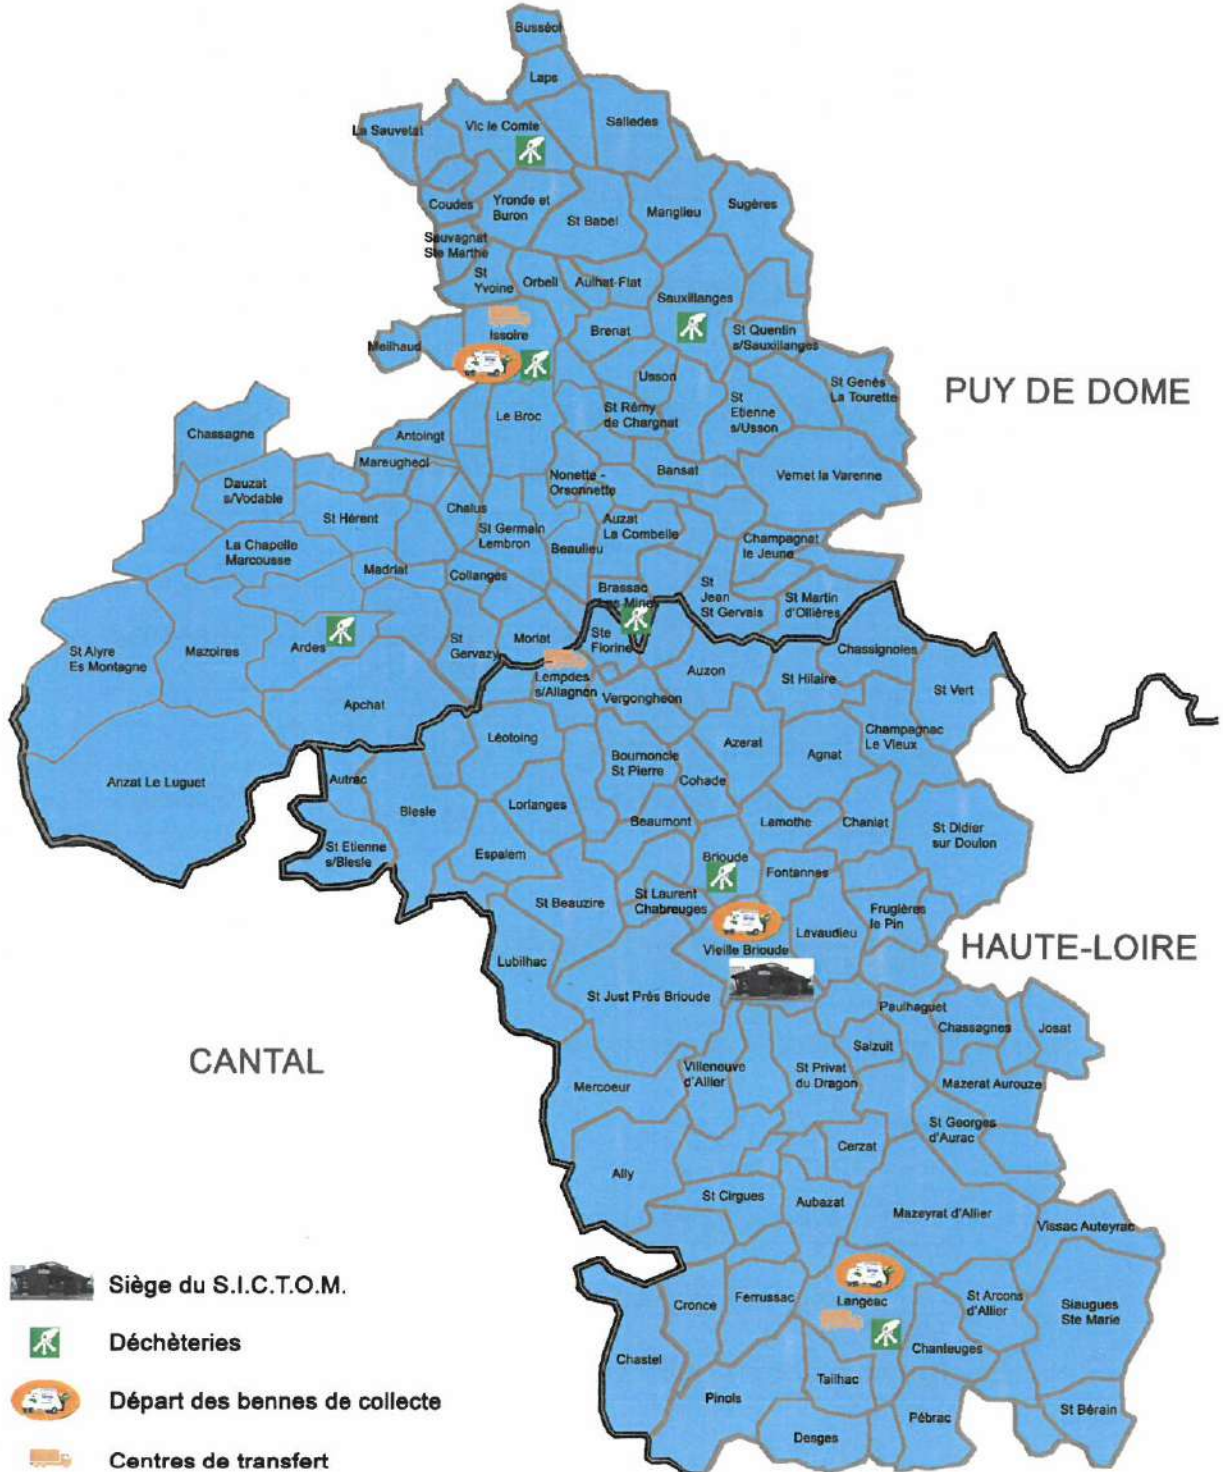 Busséol
Laps
La Sauvetat
Vic le Comte
Salledes
Coudes
Yronde et
Buron
St Babel
Manglieu
Sugères
Sauvagnat
Ste Marthe
St
Yvoine
Orbeil
Aulhat-Flat
Sauxillanges
Issoire
Brenat
St Quentin
s/Sauxillanges
Meilhaud
Usson
St Genès
La Tourette
PUY DE DOME
St
Etienne
s/Usson
Chassagne
Antoingt
Le Broc
St Rémy
de Chargnat
Mareugheol
Bansat
Vernet la Varenne
Dauzat
s/Vodable
Nonette -
Orsonnette
St Hérent
Chalus
St Germain
Lembron
Auzat
La Combelle
La Chapelle
Marcousse
Beaulieu
Champagnat
le Jeune
Madriat
Collanges
Brassac
Les Mines
St
Jean
St Gervais
St Martin
d'Ollières
St Alyre
Es Montagne
Mazoires
Ardes
St
Gervazy
Moriat
Ste
Florine
Chassignoles
Auzon
St Hilaire
St Vert
Lempdes
s/Allagnon
Vergongheon
Apchat
Léotoing
Champagnac
Le Vieux
Azerat
Agnat
Bournoncle
St Pierre
Cohade
Anzat Le Luguet
Autrac
Blesle
Lorlanges
Beaumont
Lamothe
Chaniat
St Didier
sur Doulon
St Etienne
s/Blesle
Espalem
Brioude
Fontannes
St Beauzire
St Laurent
Chabreuges
Frugières
le Pin
Lavaudieu
Vieille Brioude
HAUTE-LOIRE
Lubilhac
St Just Près Brioude
Paulhaguet
Chassagnes
Josat
CANTAL
Salzuit
Villeneuve
d'Allier
St Privat
du Dragon
Mercoeur
Mazerat Aurouze
St Georges
d'Aurac
Cerzat
Ally
St Cirgues
Aubazat
Mazeyrat d'Allier
Vissac Auteyrac
Siège du S.I.C.T.O.M.
Cronce
Ferrussac
Langeac
St Arcons
d'Allier
Siaugues
Ste Marie
Déchèteries
Chastel
Chanteuges
Tailhac
Départ des bennes de collecte
Pinols
Pébrac
St Bérain
Desges
Centres de transfert